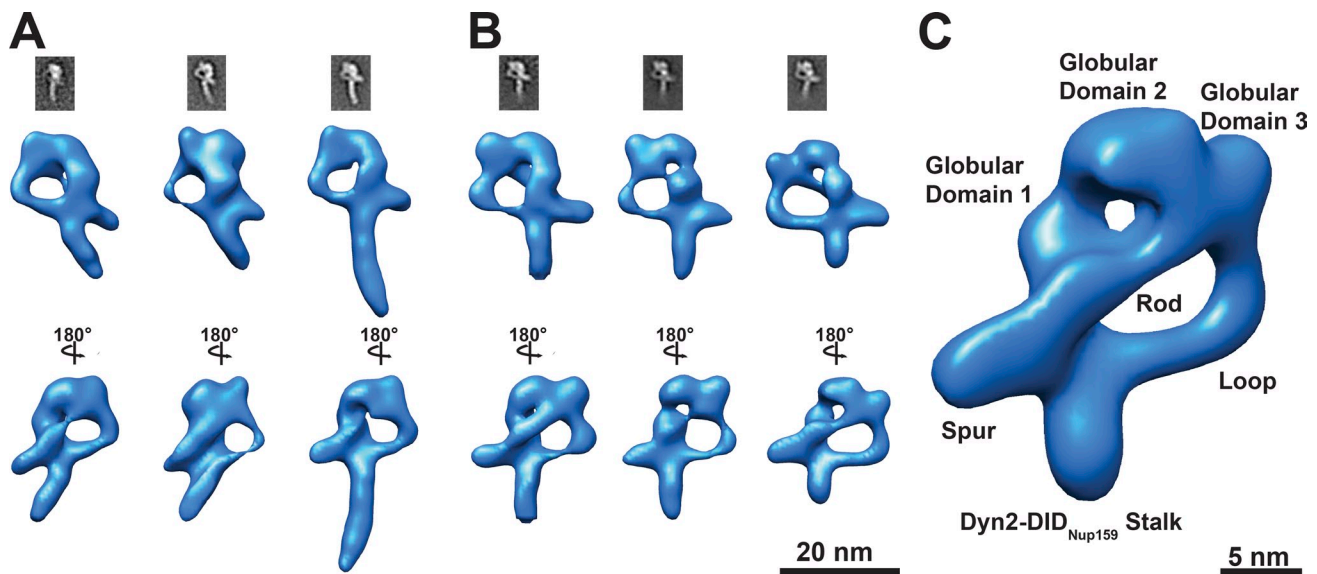 A
B
C
Globular
Domain 2
Globular
Domain 3
Globular
Domain 1
Rod
180° 180° 180° 180° 180° 180°
Loop
Spur
Dyn2-DIDNup159 Stalk
20 nm
5 nm